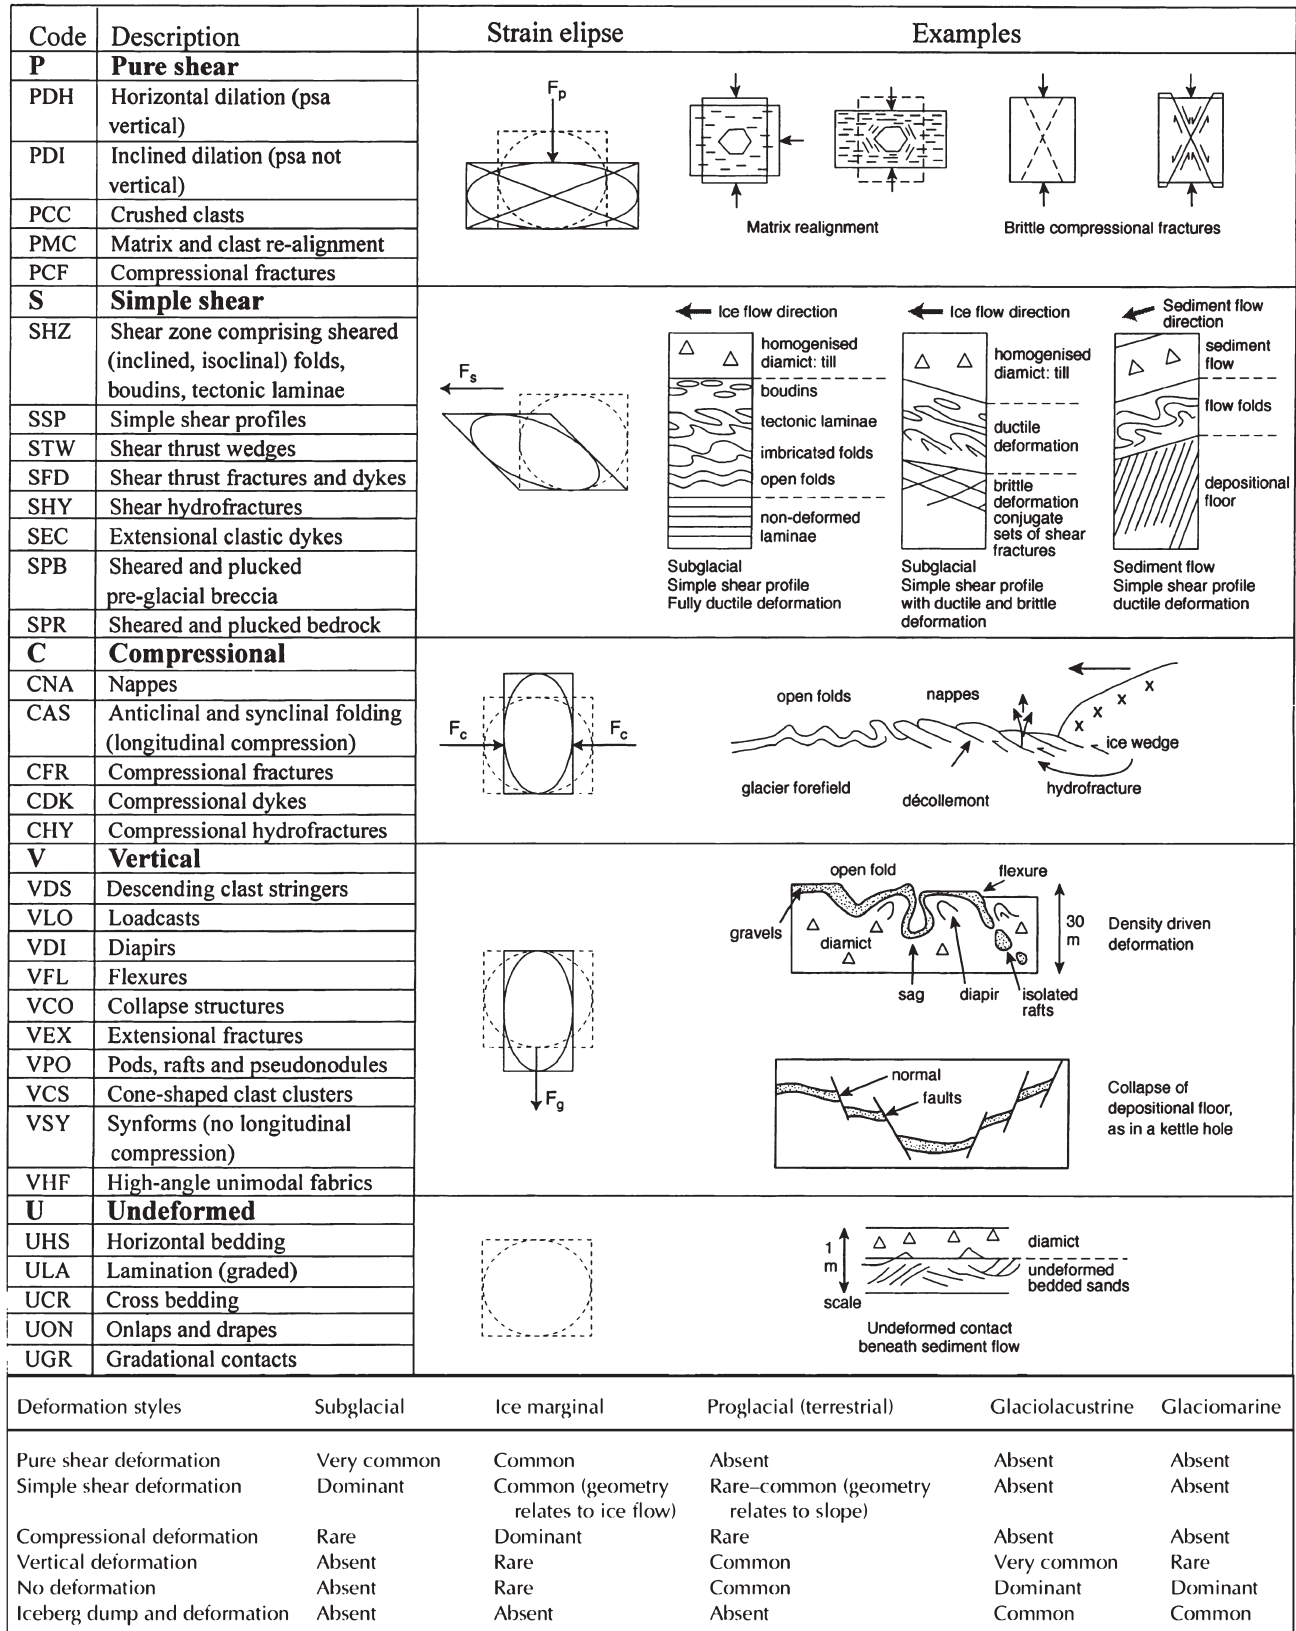 Code Description Strain elipse Examples
P Pure shear
PDH Horizontal dilation (psa
vertical)
PDI Inclined dilation (psa not
vertical)
PCC Crushed clasts
PMC Matrix and clast re-alignment
PCF Compressional fractures
Fp
Matrix realignment
Brittle compressional fractures
S Simple shear
SHZ Shear zone comprising sheared
(inclined, isoclinal) folds,
boudins, tectonic laminae
SSP Simple shear profiles
STW Shear thrust wedges
SFD Shear thrust fractures and dykes
SHY Shear hydrofractures
SEC Extensional clastic dykes
SPB Sheared and plucked
pre-glacial breccia
SPR Sheared and plucked bedrock
Fs
Ice flow direction
homogenised
diamict: till
boudins
tectonic laminae
imbricated folds
open folds
non-deformed
laminae
Subglacial
Simple shear profile
Fully ductile deformation
Ice flow direction
homogenised
diamict: till
ductile
deformation
brittle
deformation
conjugate
sets of shear
fractures
Subglacial
Simple shear profile
with ductile and brittle
deformation
Sediment flow
direction
sediment
flow
flow folds
depositional
floor
Sediment flow
Simple shear profile
ductile deformation
C Compressional
CNA Nappes
CAS Anticlinal and synclinal folding
(longitudinal compression)
CFR Compressional fractures
CDK Compressional dykes
CHY Compressional hydrofractures
Fc Fc
open folds nappes
x x x x
ice wedge
glacier forefield
décollemont
hydrofracture
V Vertical
VDS Descending clast stringers
VLO Loadcasts
VDI Diapirs
VFL Flexures
VCO Collapse structures
VEX Extensional fractures
VPO Pods, rafts and pseudonodules
VCS Cone-shaped clast clusters
VSY Synforms (no longitudinal
compression)
VHF High-angle unimodal fabrics
Fg
open fold flexure
gravels
diamict
30
m
Density driven
deformation
sag diapir isolated
rafts
normal
faults
Collapse of
depositional floor,
as in a kettle hole
U Undeformed
UHS Horizontal bedding
ULA Lamination (graded)
UCR Cross bedding
UON Onlaps and drapes
UGR Gradational contacts
1
m
scale
diamict
undeformed
bedded sands
Undeformed contact
beneath sediment flow
Deformation styles Subglacial Ice marginal Proglacial (terrestrial) Glaciolacustrine Glaciomarine
Pure shear deformation Very common Common Absent Absent Absent
Simple shear deformation Dominant Common (geometry Rare–common (geometry Absent Absent
relates to ice flow) relates to slope)
Compressional deformation Rare Dominant Rare Absent Absent
Vertical deformation Absent Rare Common Very common Rare
No deformation Absent Rare Common Dominant Dominant
Iceberg dump and deformation Absent Absent Absent Common Common